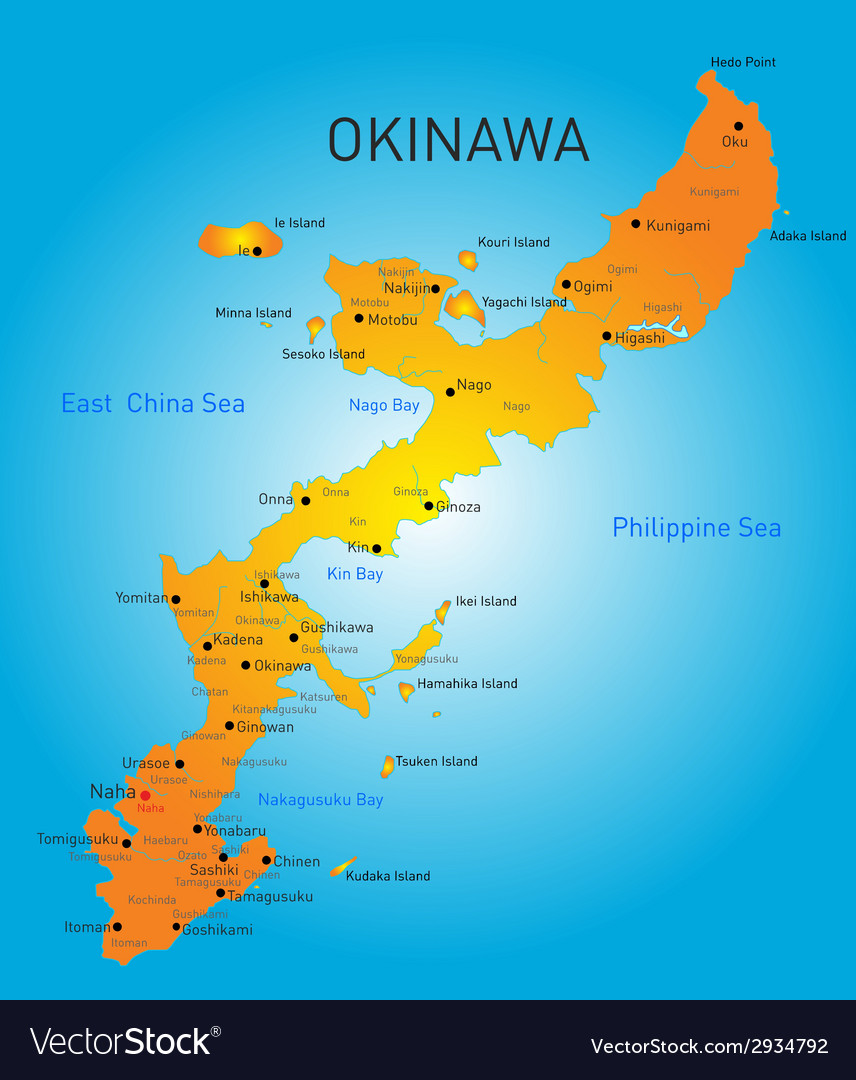 Hedo Point
OKINAWA
Oku
Kunigami
Ie Island
Kunigami
Adaka Island
Kouri Island
Ie
Nakijin
Ogimi
Nakijin
Ogimi
Motobu
Yagachi Island
Higashi
Minna Island
Motobu
Higashi
Sesoko Island
Nago
East China Sea
Nago Bay
Nago
Onna
Onna
Ginoza
Ginoza
Kin
Philippine Sea
Kin
Kin Bay
Ishikawa
Yomitan
Ishikawa
Ikei Island
Yomitan
Okinawa
Gushikawa
Kadena
Gushikawa
Kadena
Okinawa
Yonagusuku
Chatan
Katsuren
Hamahika Island
Kitanakagusuku
Ginowan
Ginowan
Urasoe
Nakagusuku
Tsuken Island
Urasoe
Naha
Nishihara
Nakagusuku Bay
Naha
Yonabaru
Yonabaru
Tomigusuku
Haebaru
Sashiki
Tomigusuku
Ozato
Chinen
Sashiki
Chinen
Kudaka Island
Tamagusuku
Kochinda
Tamagusuku
Gushikami
Itoman
Goshikami
Itoman
VectorStock®
VectorStock.com/2934792